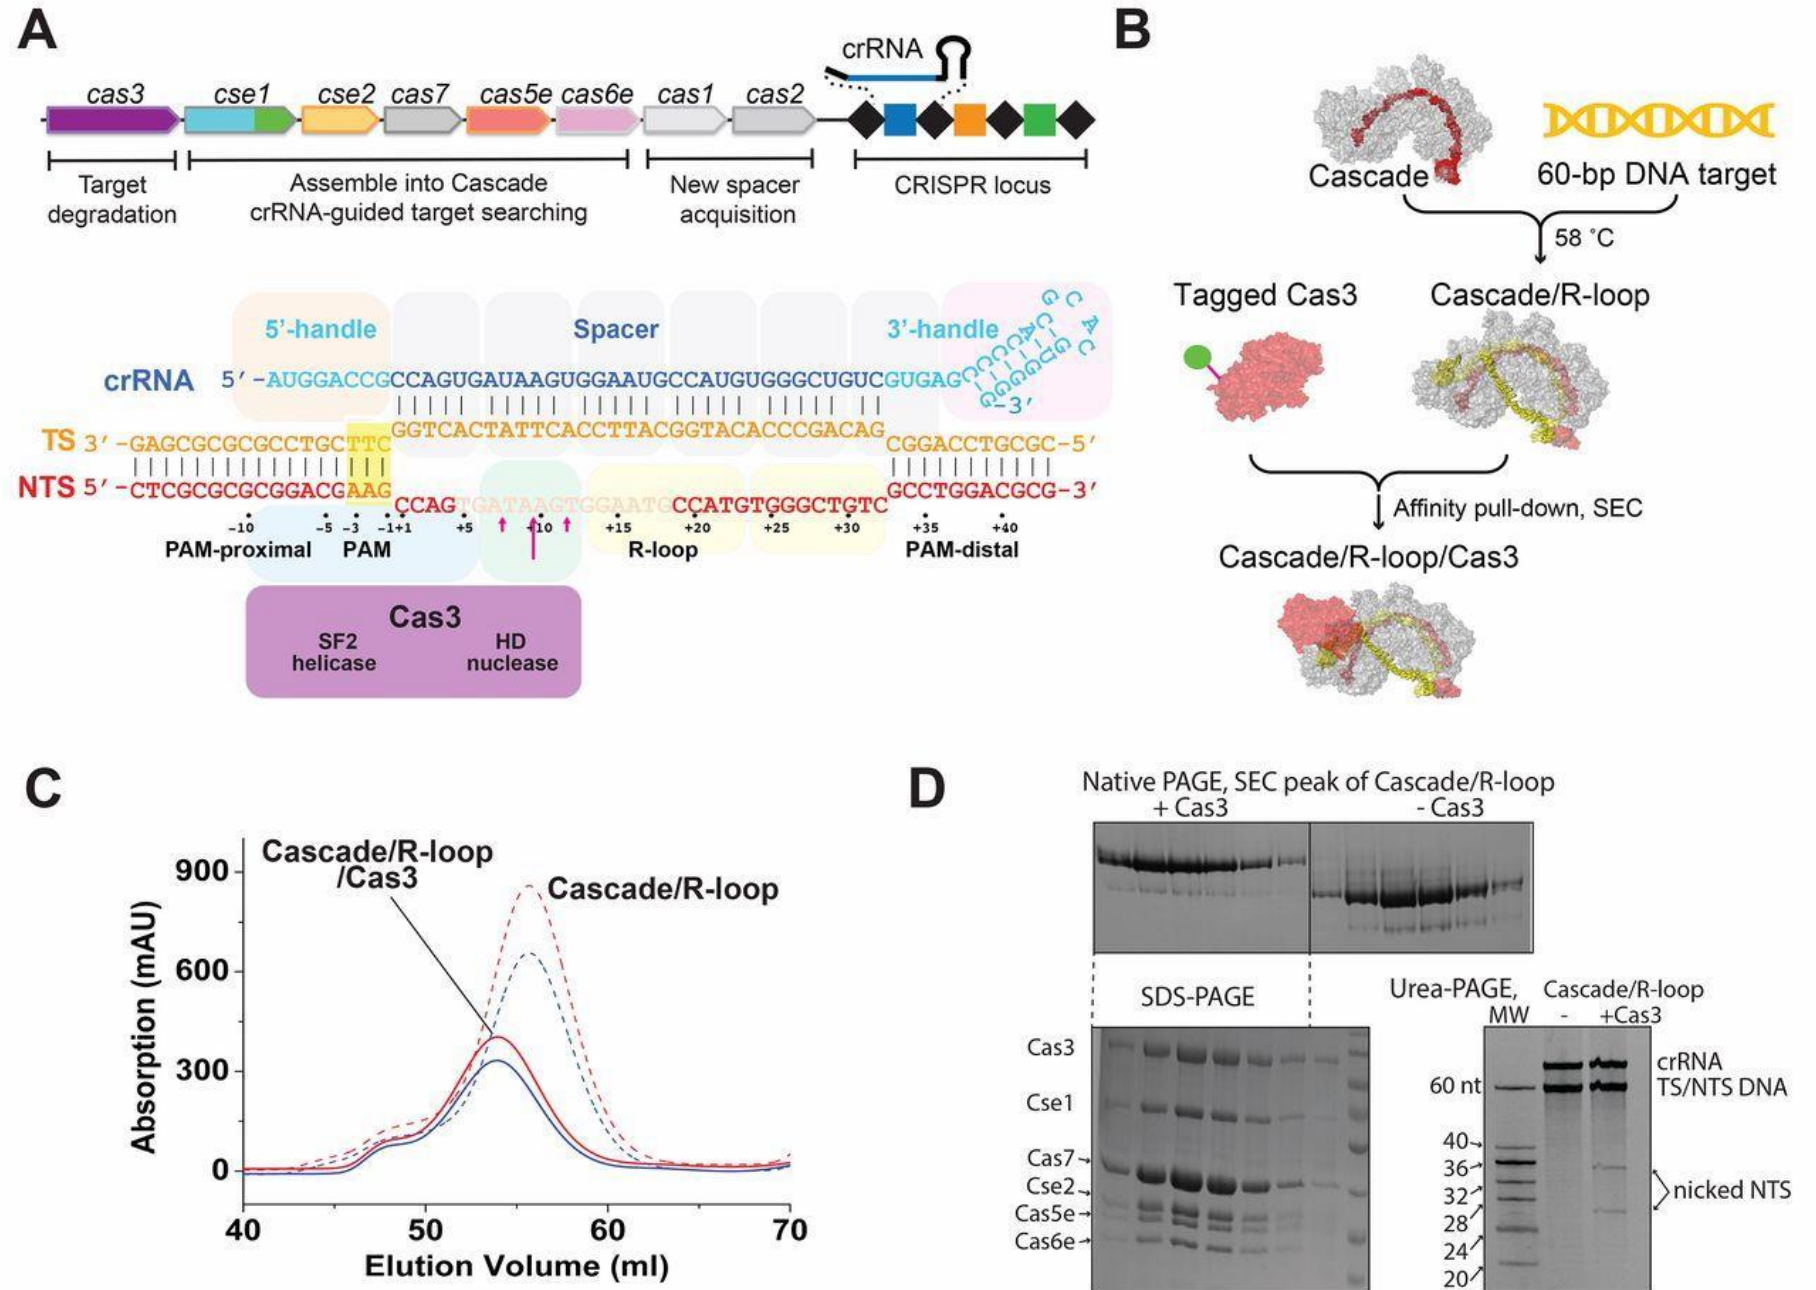 A
crRNA
cas3 cse1 cse2 cas7 cas5e cas6e cas1 cas2
Target degradation
Assemble into Cascade
crRNA-guided target searching
New spacer acquisition
CRISPR locus
5’-handle Spacer 3’-handle
crRNA 5’-AUGGACCGCCAGUGAUAAGUGGAAUGCCAUGUGGGCUGUCGUGAG
-3’
TS 3’-GAGCGCGCGCCTGCTTCGGTCACTATTCACCTTACGGTACACCCGACAGCGGACCTGCGC-5’
NTS 5’-CTCGCGCGCGGACGAAGCCAGTGATAAGTGGAATGCCATGTGGGCTGTCGCCTGGACGCG-3’
-10 -5 -3 -1 +1 +5 +10 +15 +20 +25 +30 +35 +40
PAM-proximal PAM R-loop PAM-distal
Cas3
SF2 helicase
HD nuclease
B
Cascade
60-bp DNA target
58 ˚C
Tagged Cas3
Cascade/R-loop
Affinity pull-down, SEC
Cascade/R-loop/Cas3
C
Cascade/R-loop
/Cas3
Cascade/R-loop
Absorption (mAU)
900
600
300
0
40 50 60 70
Elution Volume (ml)
D
Native PAGE, SEC peak of Cascade/R-loop
+ Cas3 - Cas3
SDS-PAGE
Cas3
Cse1
Cas7
Cse2
Cas5e
Cas6e
Urea-PAGE, Cascade/R-loop
MW - +Cas3
crRNA
60 nt TS/NTS DNA
40
36
nicked NTS
32
28
24
20